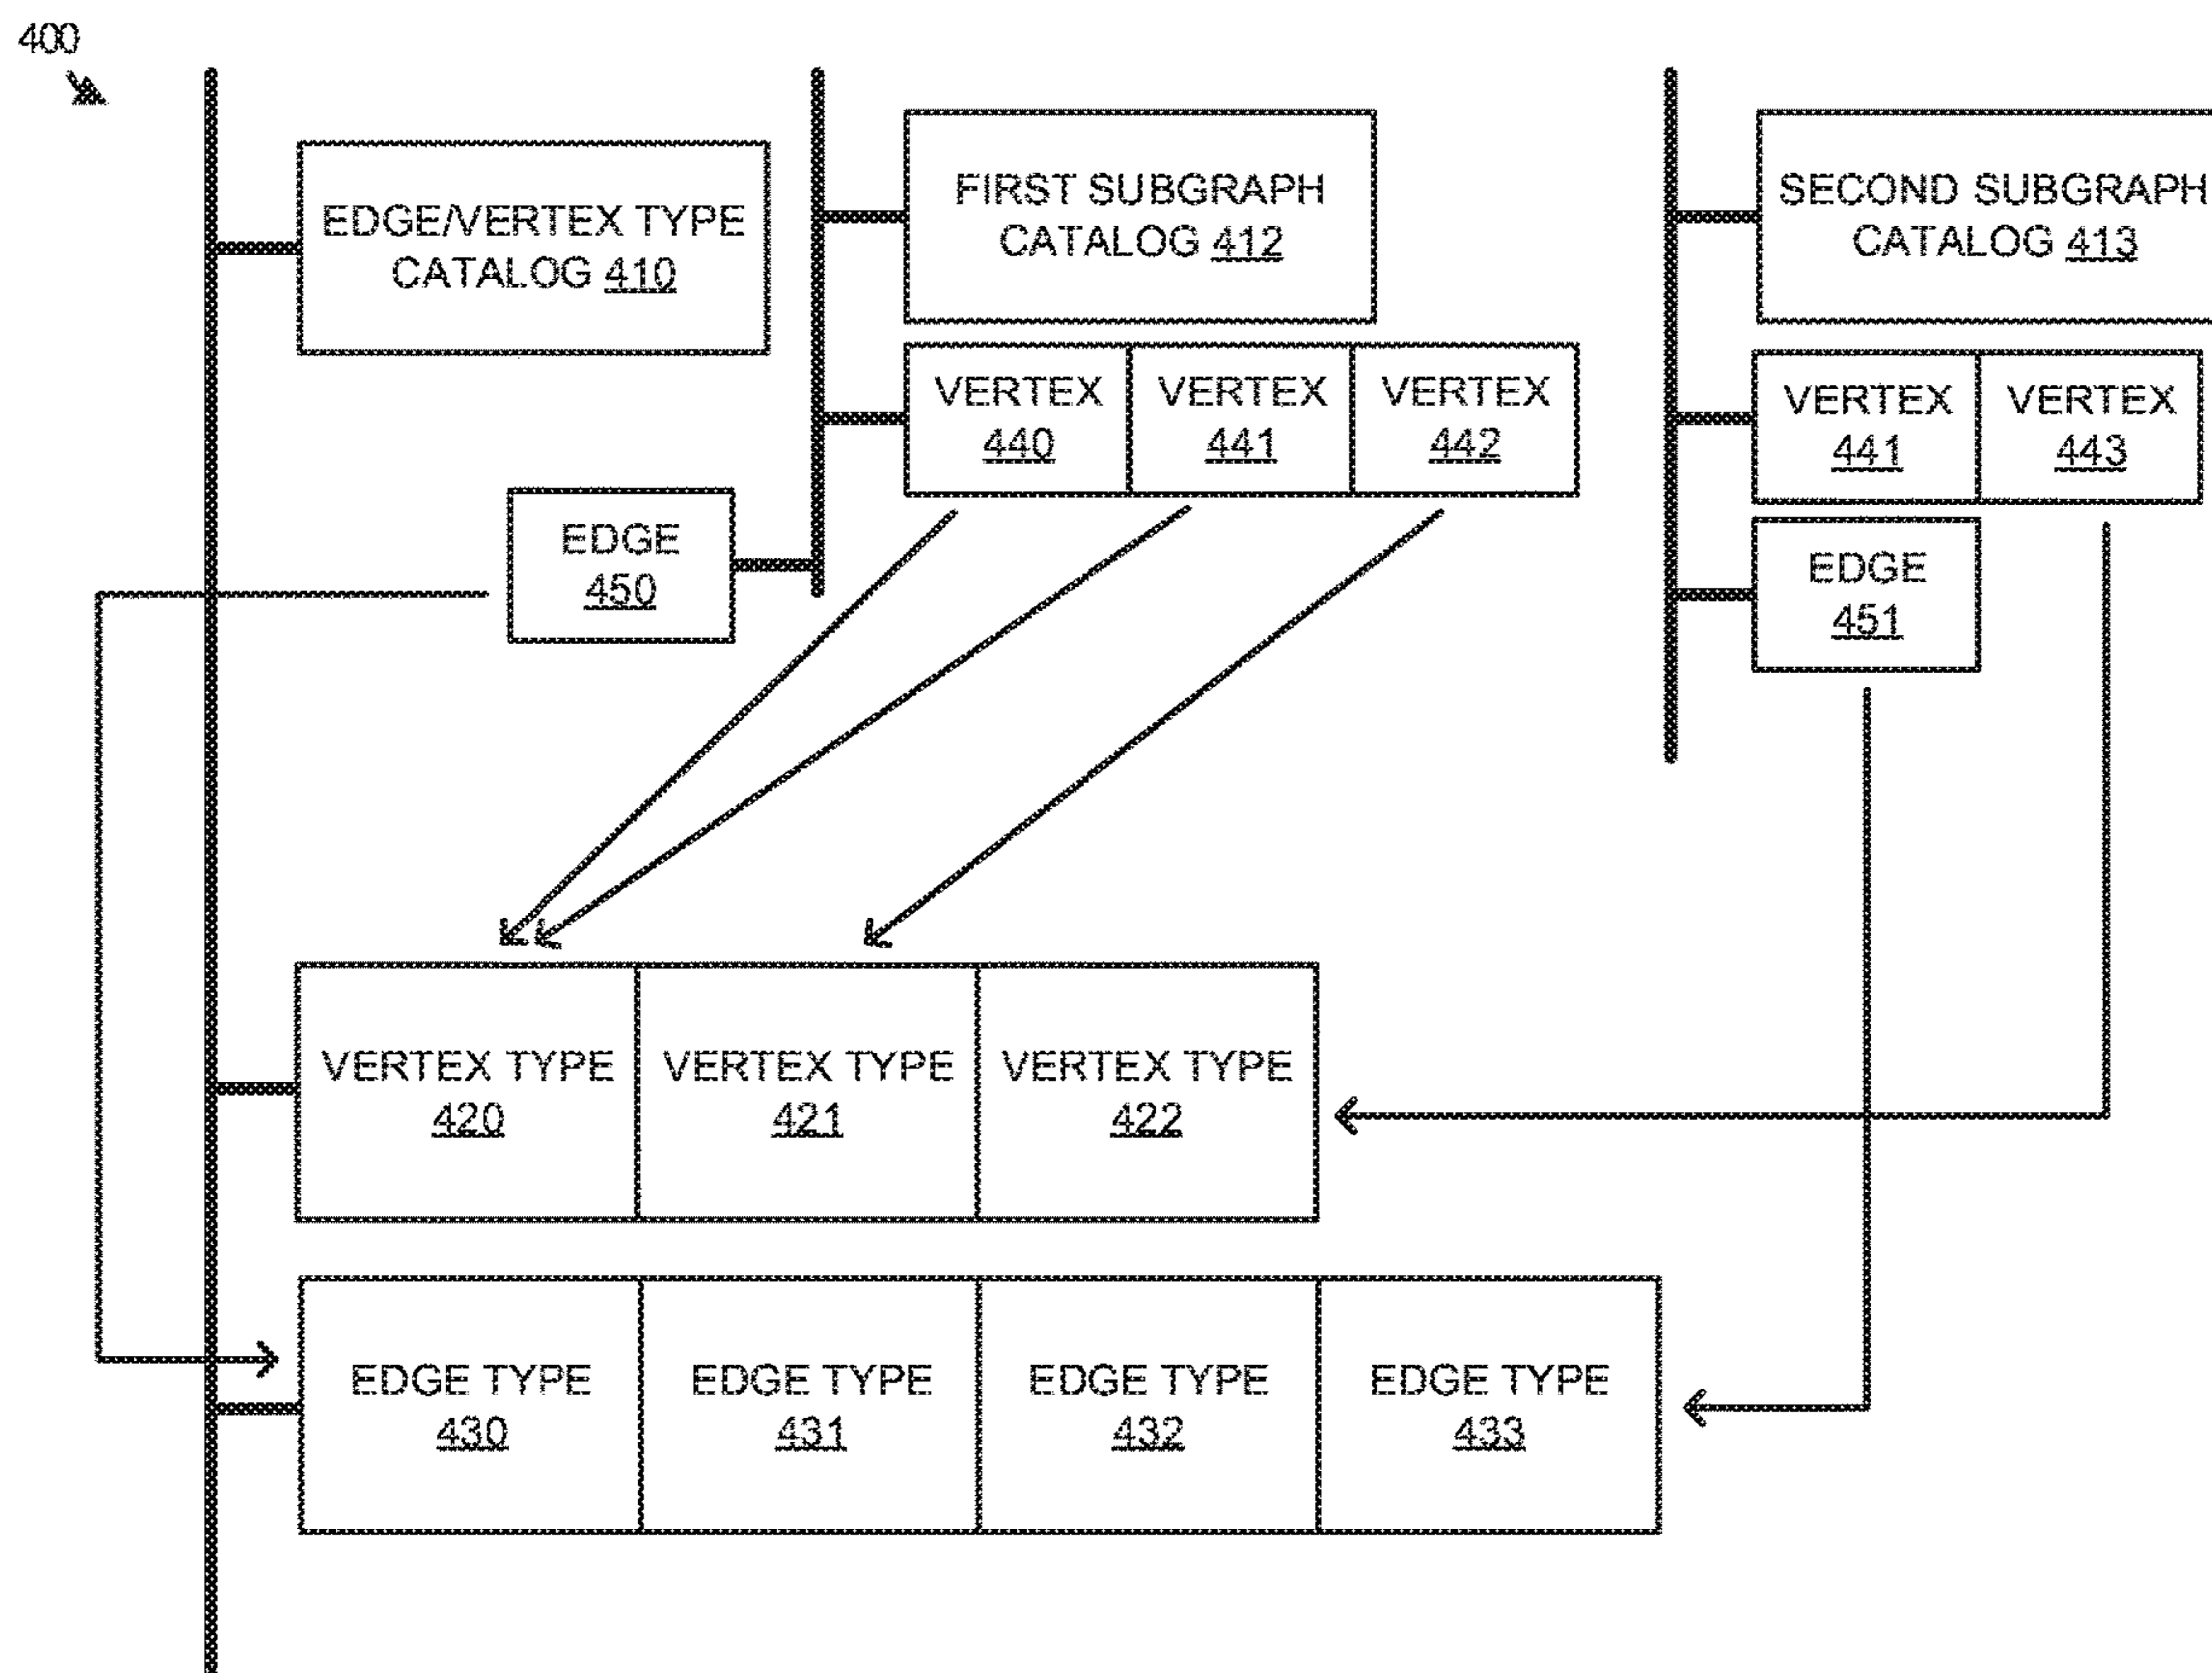 400
EDGE/VERTEX TYPE
CATALOG 410
FIRST SUBGRAPH
CATALOG 412
SECOND SUBGRAPH
CATALOG 413
VERTEX
440
VERTEX
441
VERTEX
442
VERTEX
441
VERTEX
443
EDGE
450
EDGE
451
VERTEX TYPE
420
VERTEX TYPE
421
VERTEX TYPE
422
EDGE TYPE
430
EDGE TYPE
431
EDGE TYPE
432
EDGE TYPE
433